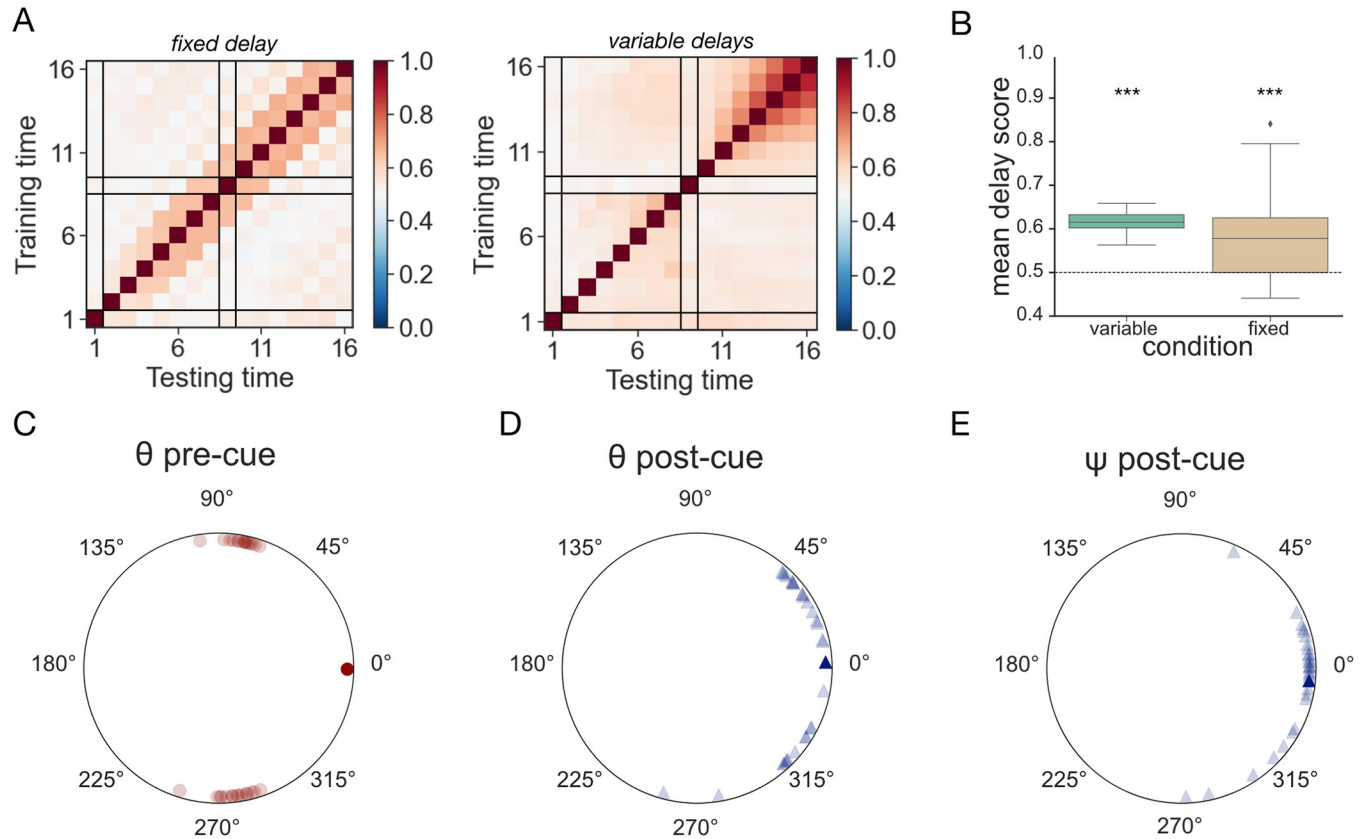 A
fixed delay
Training time
16
11
6
1
1 6 11 16
Testing time
1.0
0.8
0.6
0.4
0.2
0.0
variable delays
Training time
16
11
6
1
1 6 11 16
Testing time
1.0
0.8
0.6
0.4
0.2
0.0
B
mean delay score
1.0
0.9
0.8
0.7
0.6
0.5
0.4
*** ***
variable fixed
condition
C
θ pre-cue
90°
135° 45°
180° 0°
225° 315°
270°
D
θ post-cue
90°
135° 45°
180° 0°
225° 315°
270°
E
ψ post-cue
90°
135° 45°
180° 0°
225° 315°
270°